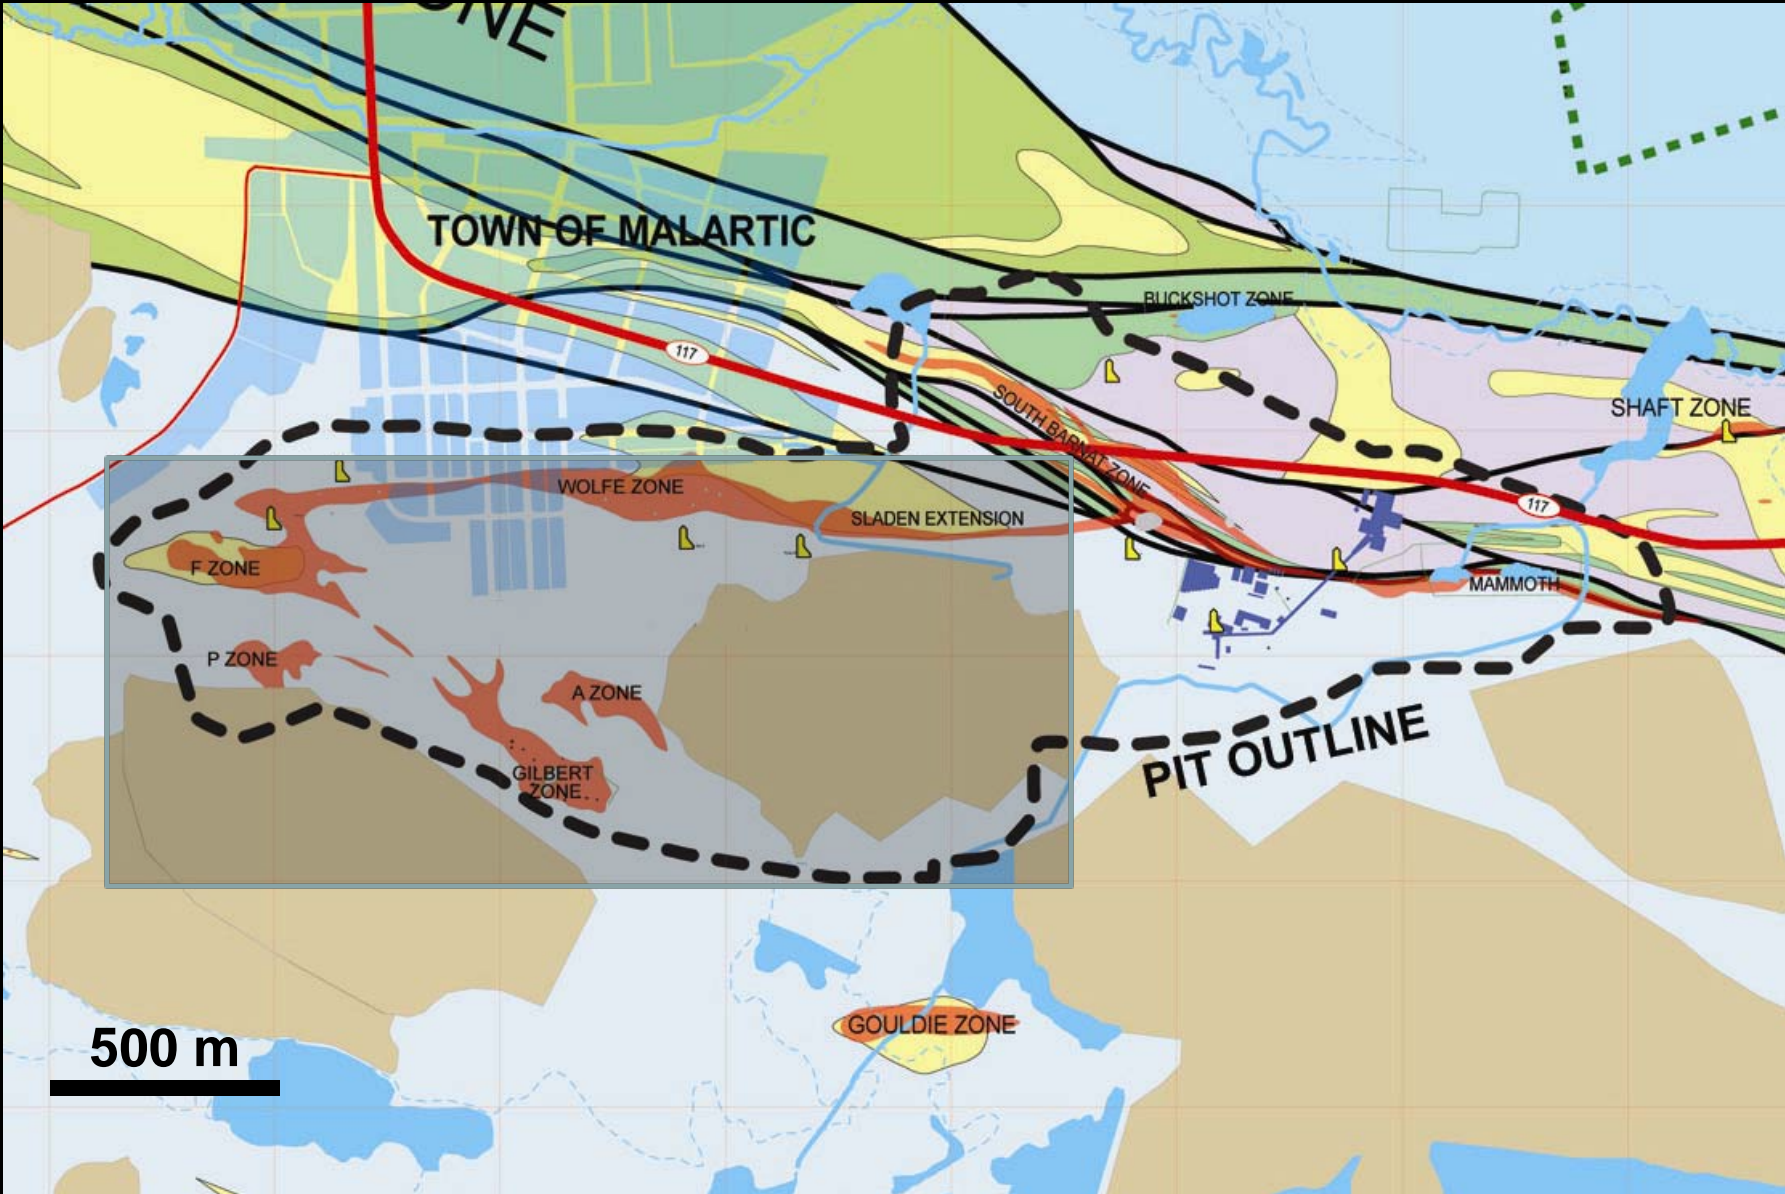 ONE
TOWN OF MALARTIC
BUCKSHOT ZONE
117
SOUTH BARNAT ZONE
SHAFT ZONE
WOLFE ZONE
SLADEN EXTENSION
117
F ZONE
MAMMOTH
P ZONE
A ZONE
GILBERT
ZONE
PIT OUTLINE
GOULDIE ZONE
500 m